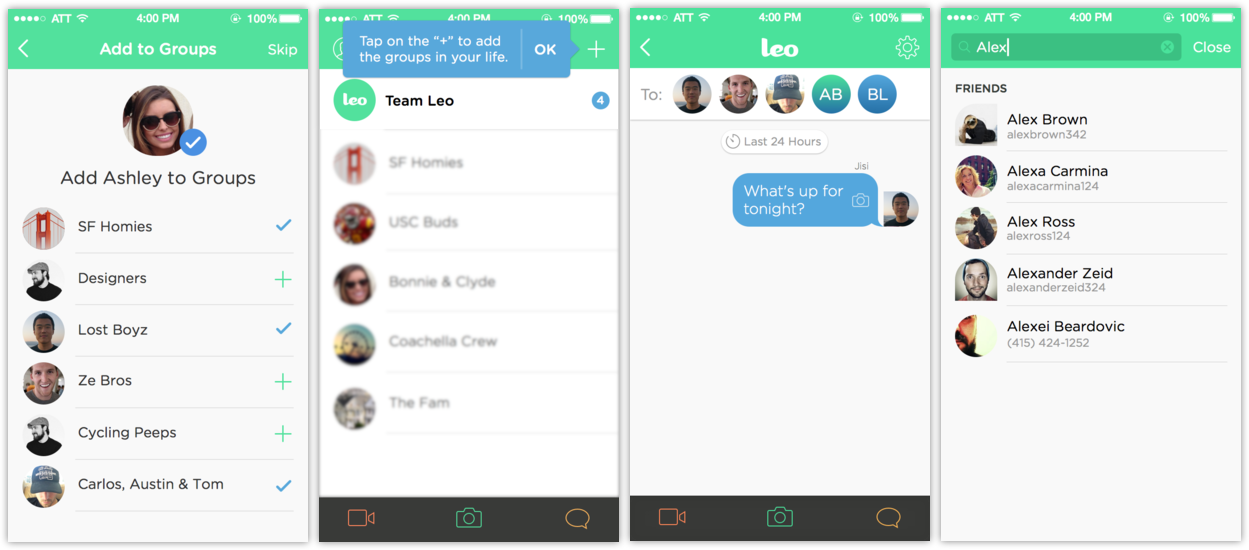 ATT 4:00 PM 100%
Add to Groups Skip
Add Ashley to Groups
SF Homies
Designers
Lost Boyz
Ze Bros
Cycling Peeps
Carlos, Austin & Tom
ATT 4:00 PM 100%
Tap on the “+” to add
the groups in your life.
OK
leo Team Leo 4
SF Homies
USC Buds
Bonnie & Clyde
Coachella Crew
The Fam
ATT 4:00 PM 100%
leo
To: AB BL
Last 24 Hours
Jisi
What's up for
tonight?
ATT 4:00 PM 100%
Alex Close
FRIENDS
Alex Brown
alexbrown342
Alexa Carmina
alexacarmina124
Alex Ross
alexross124
Alexander Zeid
alexanderzeid324
Alexei Beardovic
(415) 424-1252